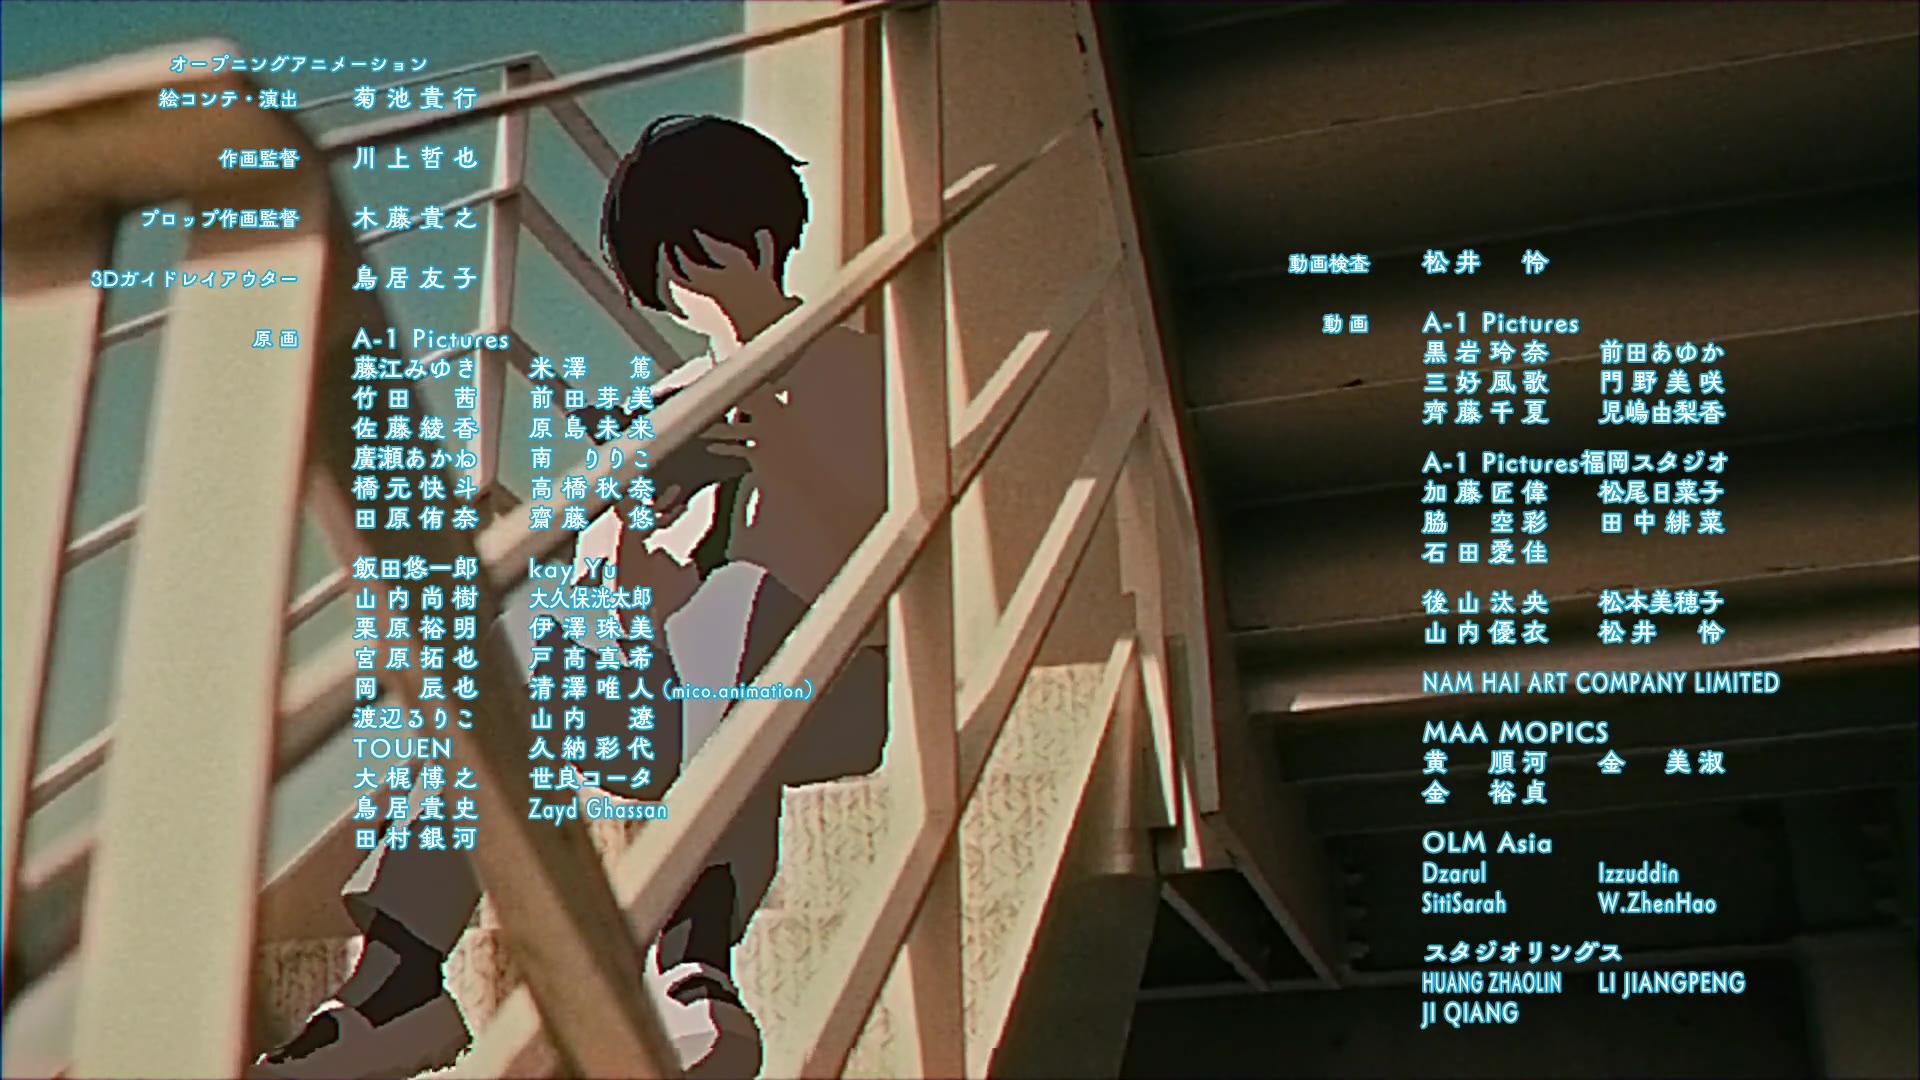 オープニングアニメーション
絵コンテ・演出 菊池貴行
作画監督 川上哲也
プロップ作画監督 木藤貴之
3Dガイドレイアウター 鳥居友子
原画 A-1 Pictures
藤江みゆき 米澤 篤
竹田 茜 前田芽美
佐藤綾香 原島未来
廣瀬あかね 南 りりこ
橋元快斗 高橋秋奈
田原侑奈 齋藤 悠
飯田悠一郎 kay Yu
山内尚樹 大久保洸太郎
栗原裕明 伊澤珠美
宮原拓也 戸髙真希
岡 辰也 清澤唯人(mico.animation)
渡辺るりこ 山内 遼
TOUEN 久納彩代
大梶博之 世良コータ
鳥居貴史 Zayd Ghassan
田村銀河
動画検査 松井 怜
動画 A-1 Pictures
黒岩玲奈 前田あゆか
三好風歌 門野美咲
齊藤千夏 児嶋由梨香
A-1 Pictures福岡スタジオ
加藤匠偉 松尾日菜子
脇 空彩 田中緋菜
石田愛佳
後山汰央 松本美穂子
山内優衣 松井 怜
NAM HAI ART COMPANY LIMITED
MAA MOPICS
黄 順河 金 美淑
金 裕貞
OLM Asia
Dzarul Izzuddin
SitiSarah W.ZhenHao
スタジオリングス
HUANG ZHAOLIN LI JIANGPENG
JI QIANG